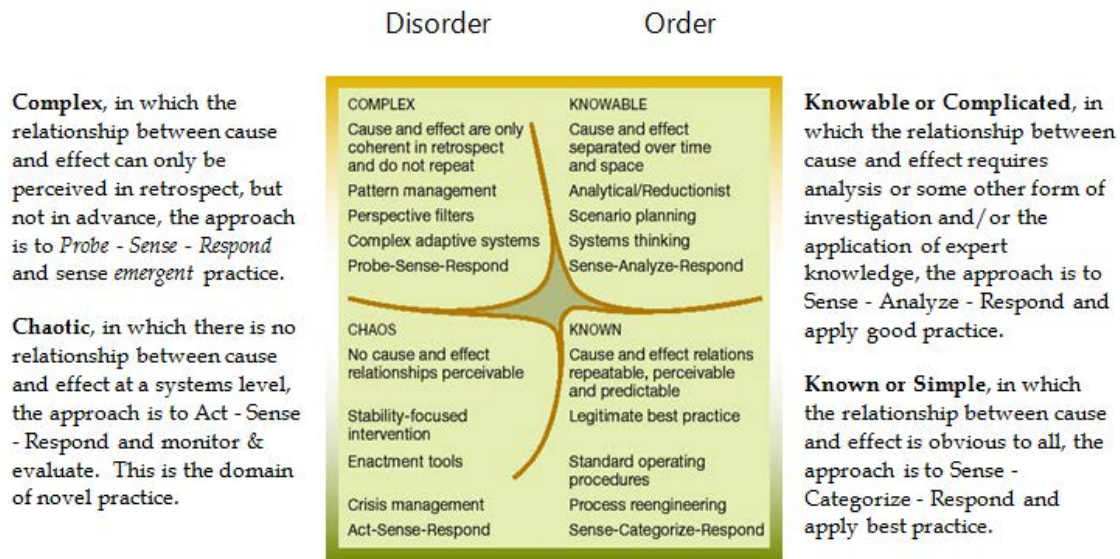 Disorder
Order
Complex, in which the
relationship between cause
and effect can only be
perceived in retrospect, but
not in advance, the approach
is to Probe - Sense - Respond
and sense emergent practice.
Chaotic, in which there is no
relationship between cause
and effect at a systems level,
the approach is to Act - Sense
- Respond and monitor &
evaluate. This is the domain
of novel practice.
COMPLEX
Cause and effect are only
coherent in retrospect
and do not repeat
Pattern management
Perspective filters
Complex adaptive systems
Probe-Sense-Respond
KNOWABLE
Cause and effect
separated over time
and space
Analytical/Reductionist
Scenario planning
Systems thinking
Sense-Analyze-Respond
CHAOS
No cause and effect
relationships perceivable
Stability-focused
intervention
Enactment tools
Crisis management
Act-Sense-Respond
KNOWN
Cause and effect relations
repeatable, perceivable
and predictable
Legitimate best practice
Standard operating
procedures
Process reengineering
Sense-Categorize-Respond
Knowable or Complicated, in
which the relationship between
cause and effect requires
analysis or some other form of
investigation and/or the
application of expert
knowledge, the approach is to
Sense - Analyze - Respond and
apply good practice.
Known or Simple, in which
the relationship between cause
and effect is obvious to all, the
approach is to Sense -
Categorize - Respond and
apply best practice.